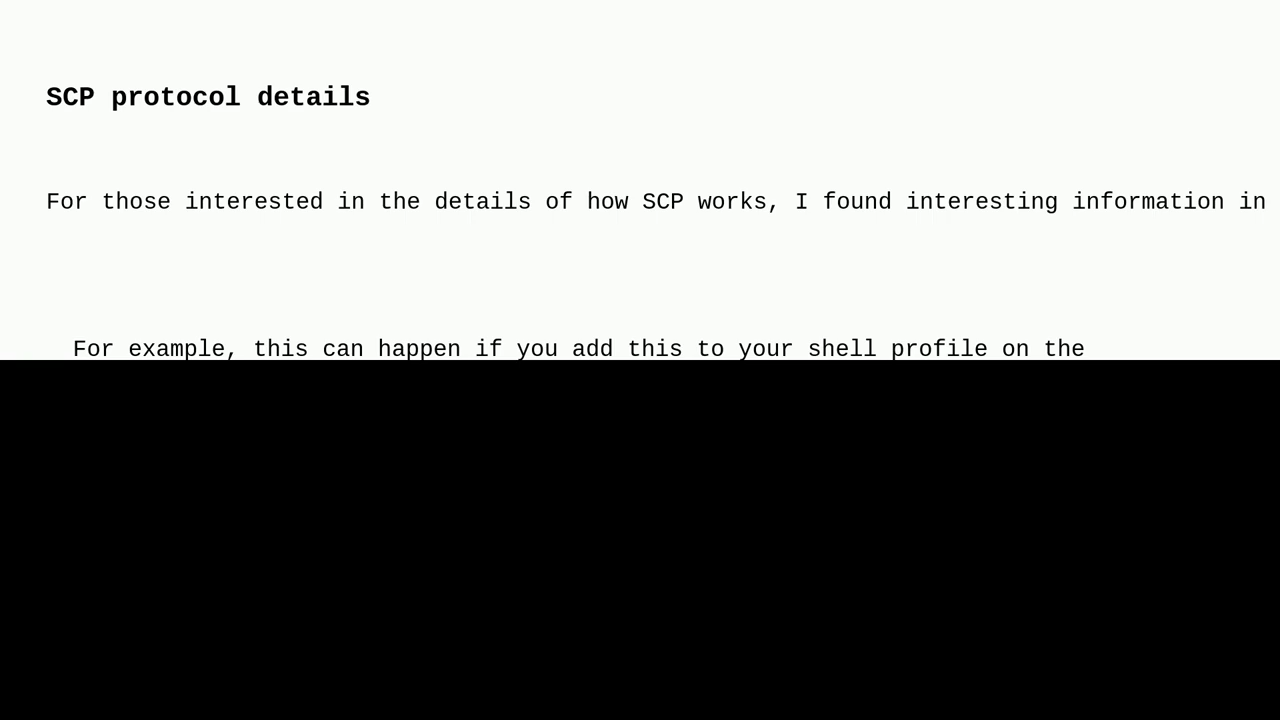 SCP protocol details
For those interested in the details of how SCP works, I found interesting information in
For example, this can happen if you add this to your shell profile on the